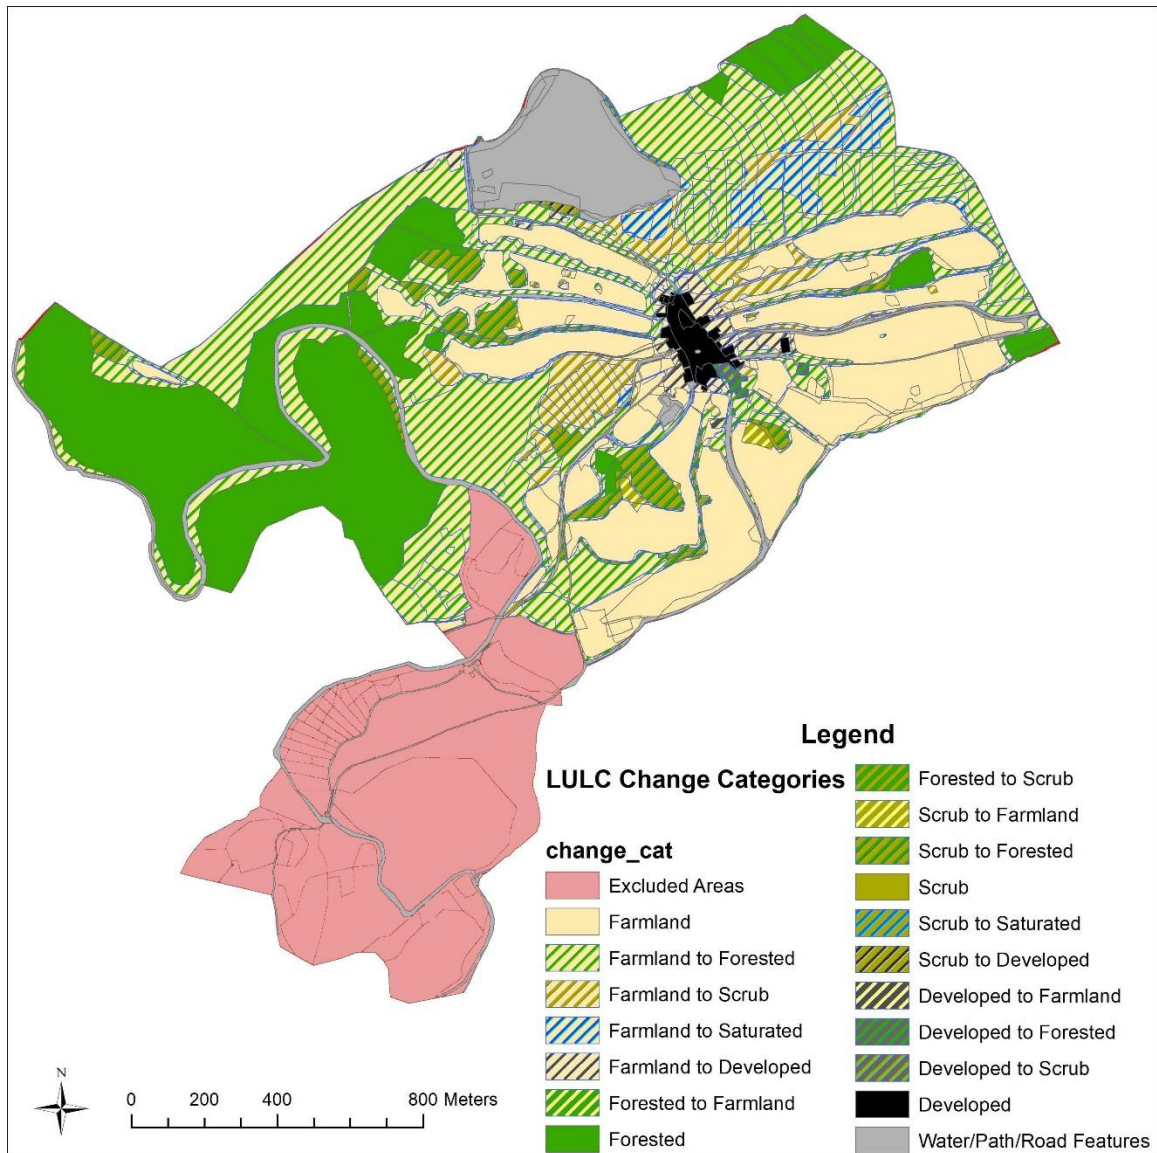 Legend
LULC Change Categories
change_cat
Excluded Areas
Farmland
Farmland to Forested
Farmland to Scrub
Farmland to Saturated
Farmland to Developed
Forested to Farmland
Forested
Forested to Scrub
Scrub to Farmland
Scrub to Forested
Scrub
Scrub to Saturated
Scrub to Developed
Developed to Farmland
Developed to Forested
Developed to Scrub
Developed
Water/Path/Road Features
N
0 200 400 800 Meters